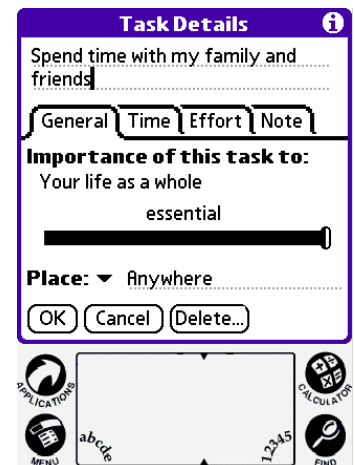 Task Details
Spend time with my family and
friends
General Time Effort Note
Importance of this task to:
Your life as a whole
essential
Place: Anywhere
OK Cancel Delete...
APPLICATIONS
CALCULATOR
MENU
abcde
12345
FIND